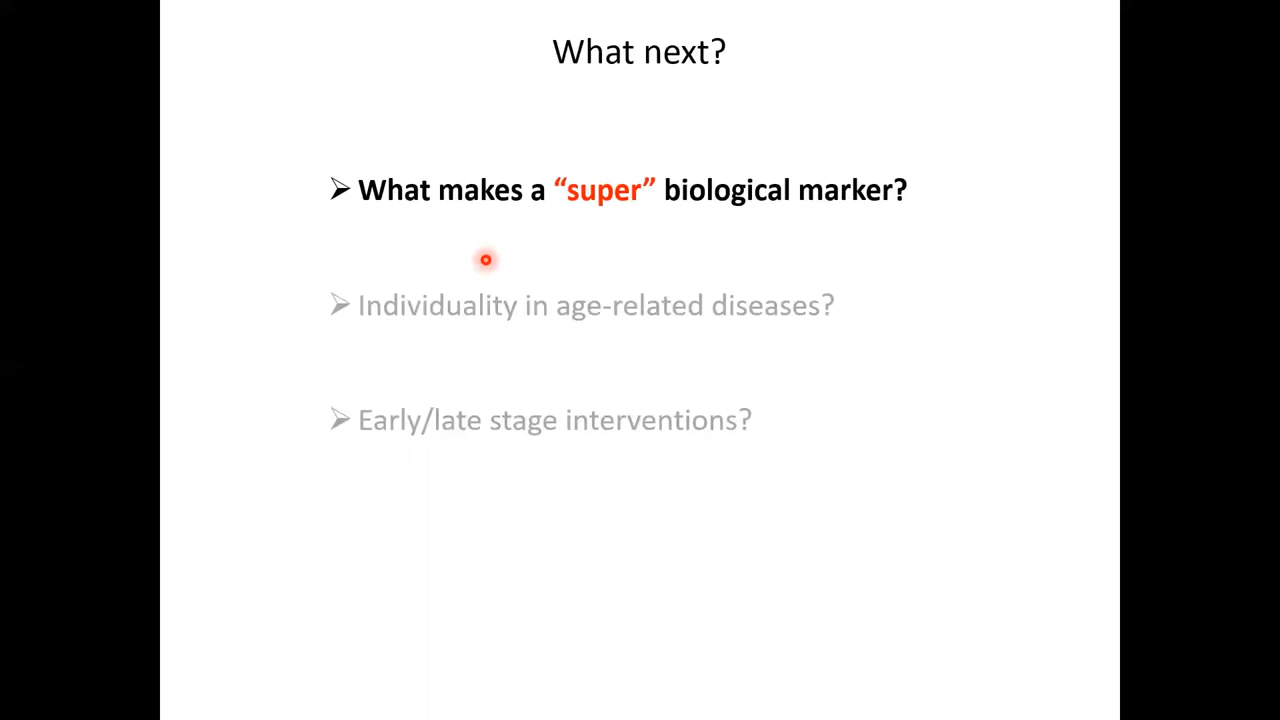 What next?
➢ What makes a “super” biological marker?
➢ Individuality in age-related diseases?
➢ Early/late stage interventions?